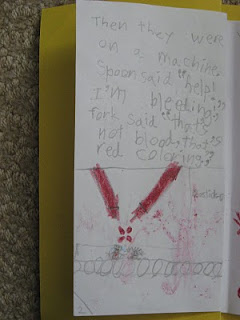 Then they were
on a machine.
Spoon said, "help!
I'm bleeding"
fork said "that's
not blood, that's
red coloring"